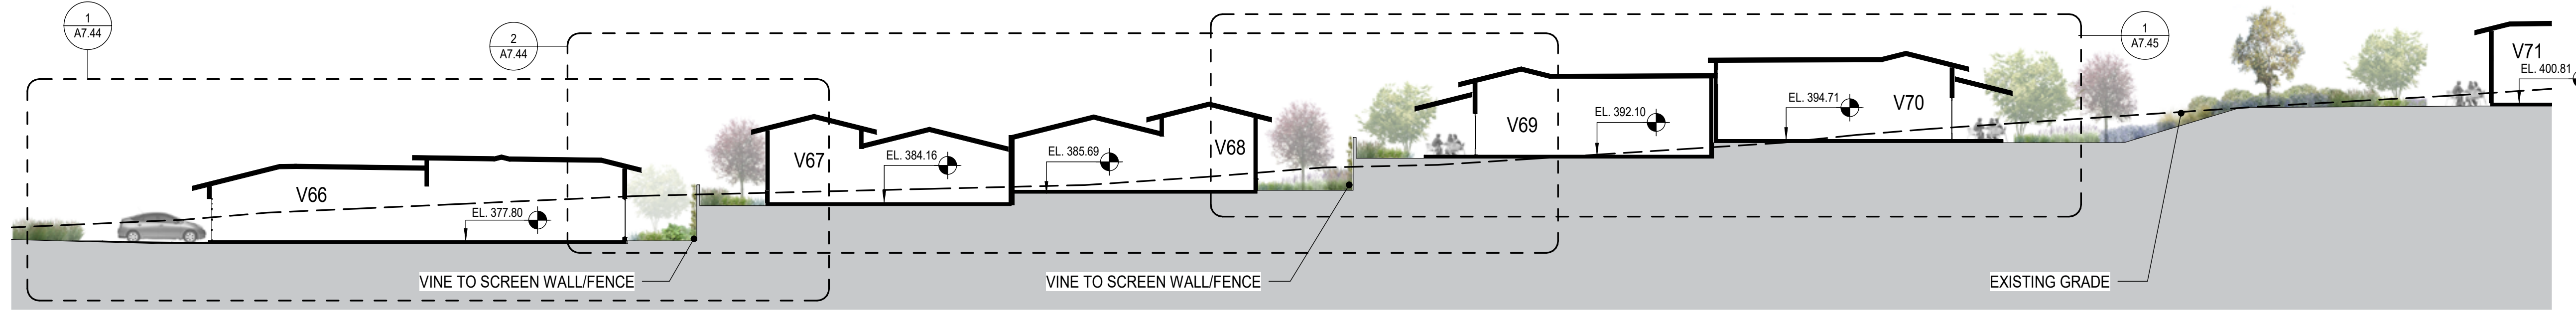 1
A7.44
2
A7.44
1
A7.45
V66
EL. 377.80
V67
EL. 384.16
EL. 385.69
V68
V69
EL. 392.10
EL. 394.71
V70
V71
EL. 400.81
VINE TO SCREEN WALL/FENCE
VINE TO SCREEN WALL/FENCE
EXISTING GRADE